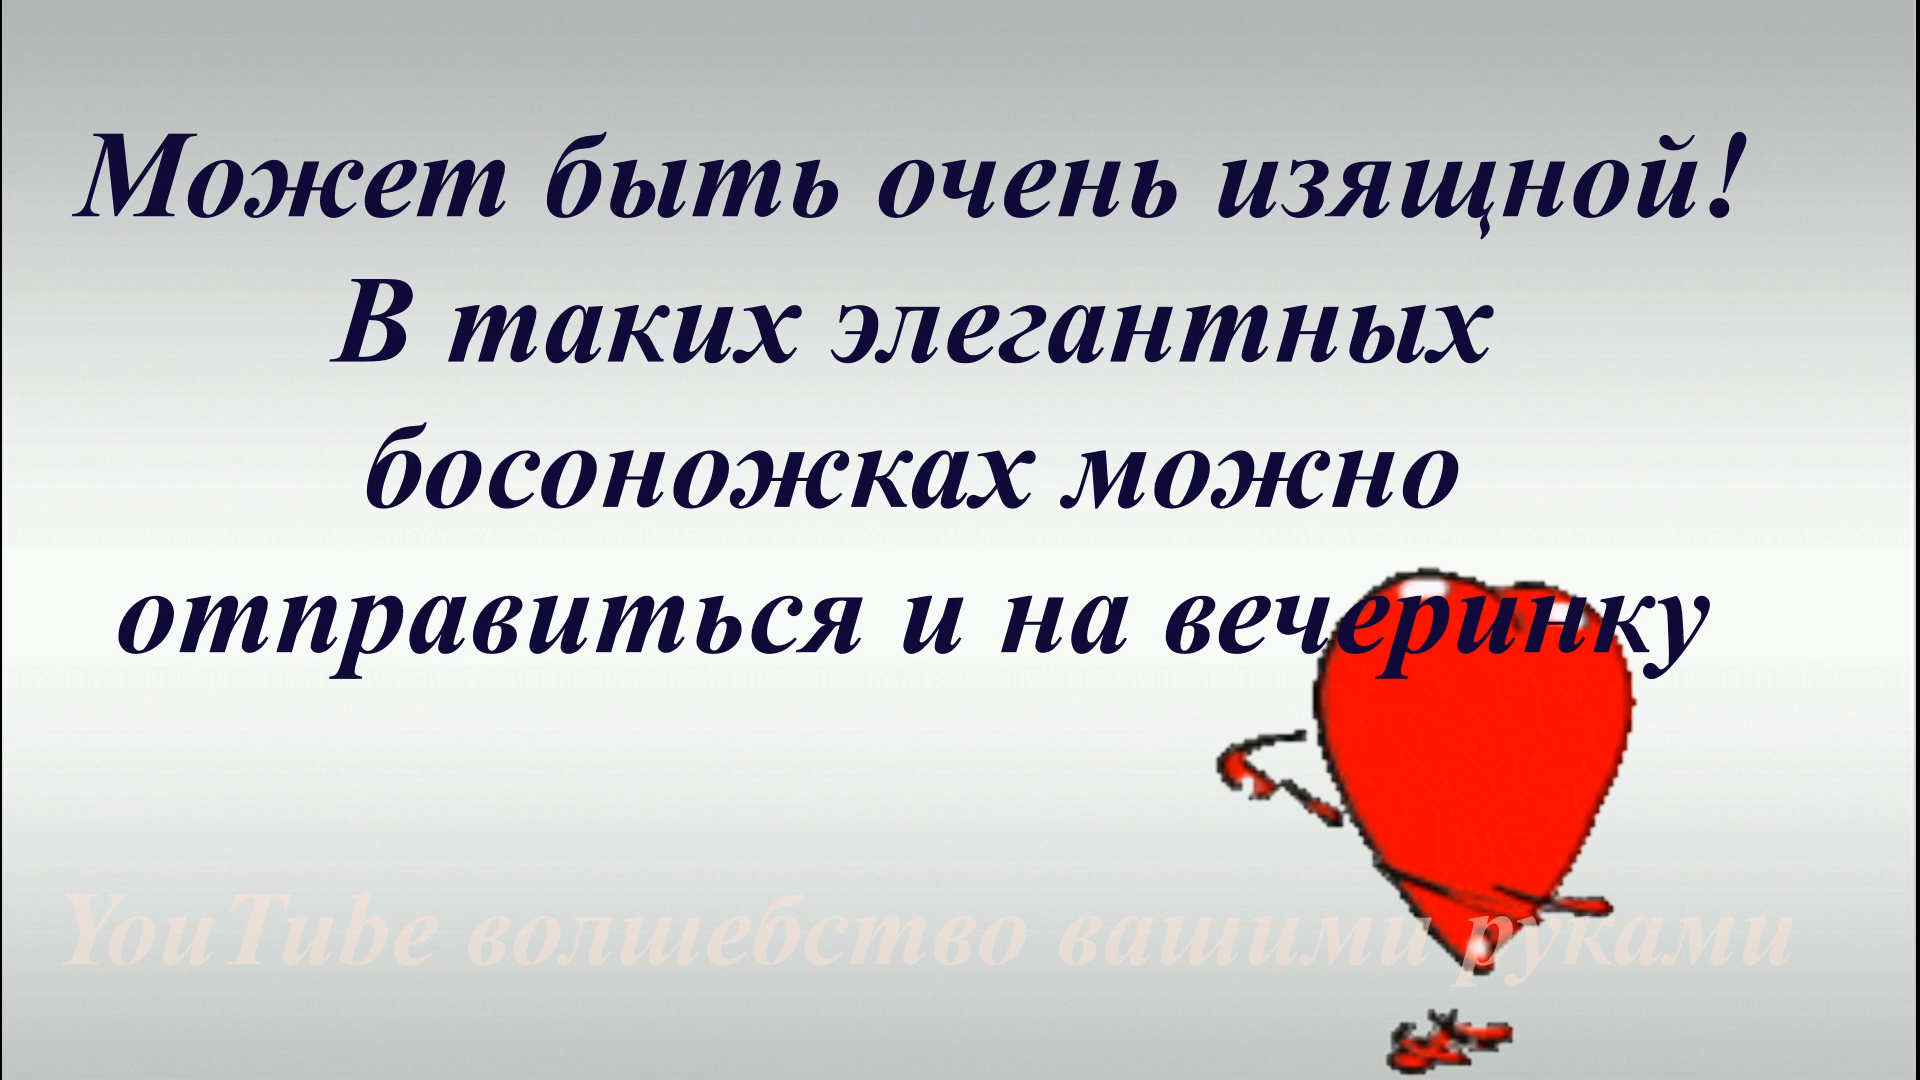 Может быть очень изящной!
В таких элегантных
босоножках можно
отправиться и на вечеринку
YouTube волшебство вашими руками